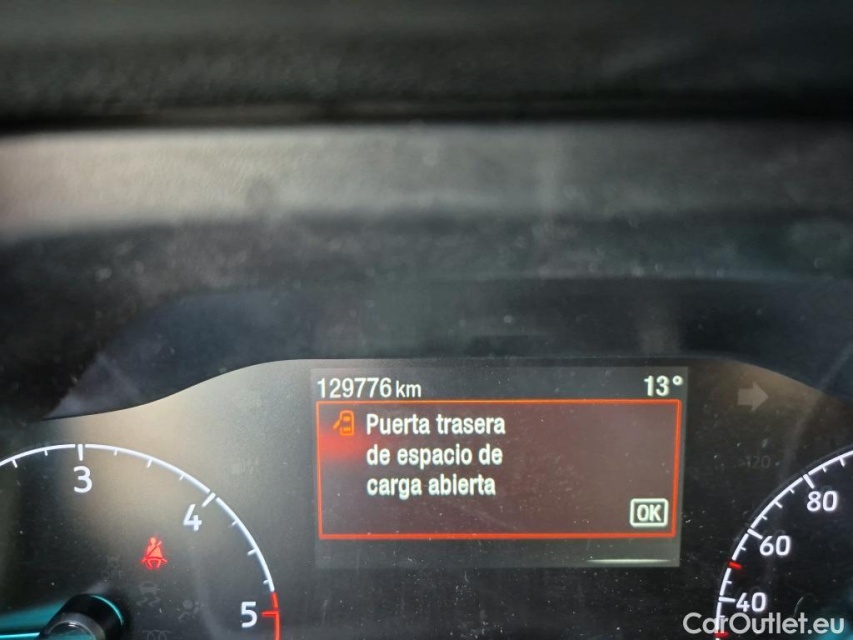 129776 km 13°
Puerta trasera
de espacio de
carga abierta
OK
3
4
5
120
80
60
40
CarOutlet.eu